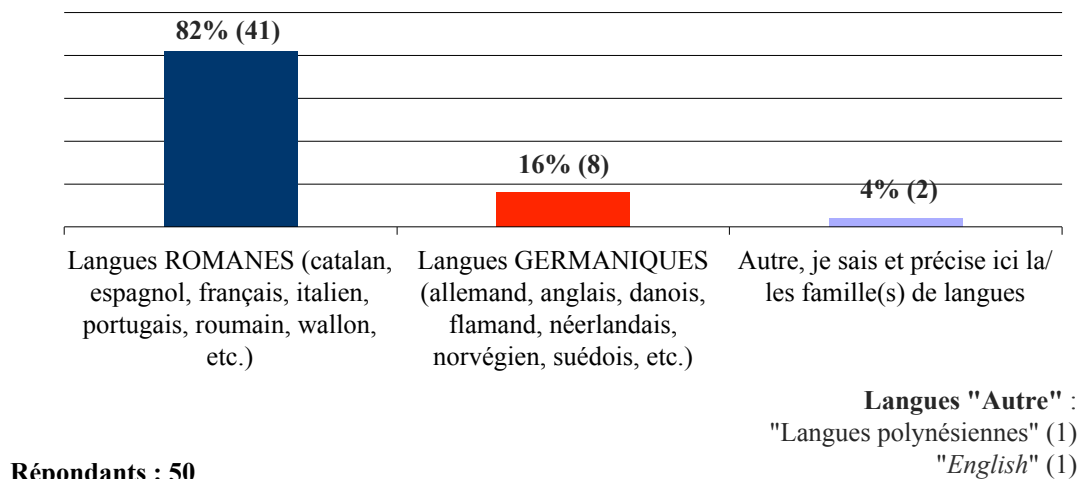 82% (41)
16% (8)
4% (2)
Langues ROMANES (catalan,
espagnol, français, italien,
portugais, roumain, wallon,
etc.)
Langues GERMANIQUES
(allemand, anglais, danois,
flamand, néerlandais,
norvégien, suédois, etc.)
Autre, je sais et précise ici la/
les famille(s) de langues
Langues "Autre" :
"Langues polynésiennes" (1)
"English" (1)
Répondants : 50